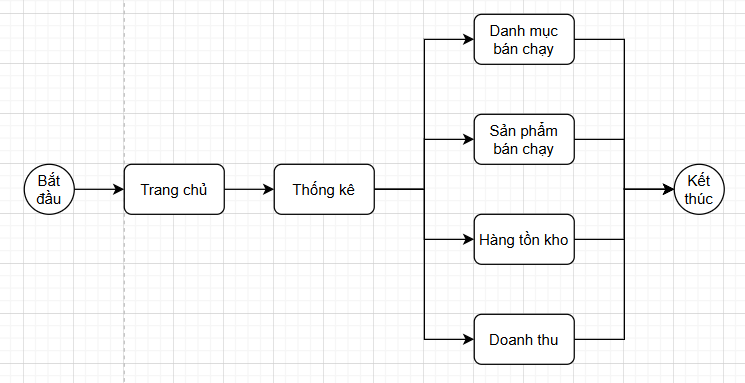 Bắt
đầu
Trang chủ
Thống kê
Danh mục
bán chạy
Sản phẩm
bán chạy
Hàng tồn kho
Doanh thu
Kết
thúc